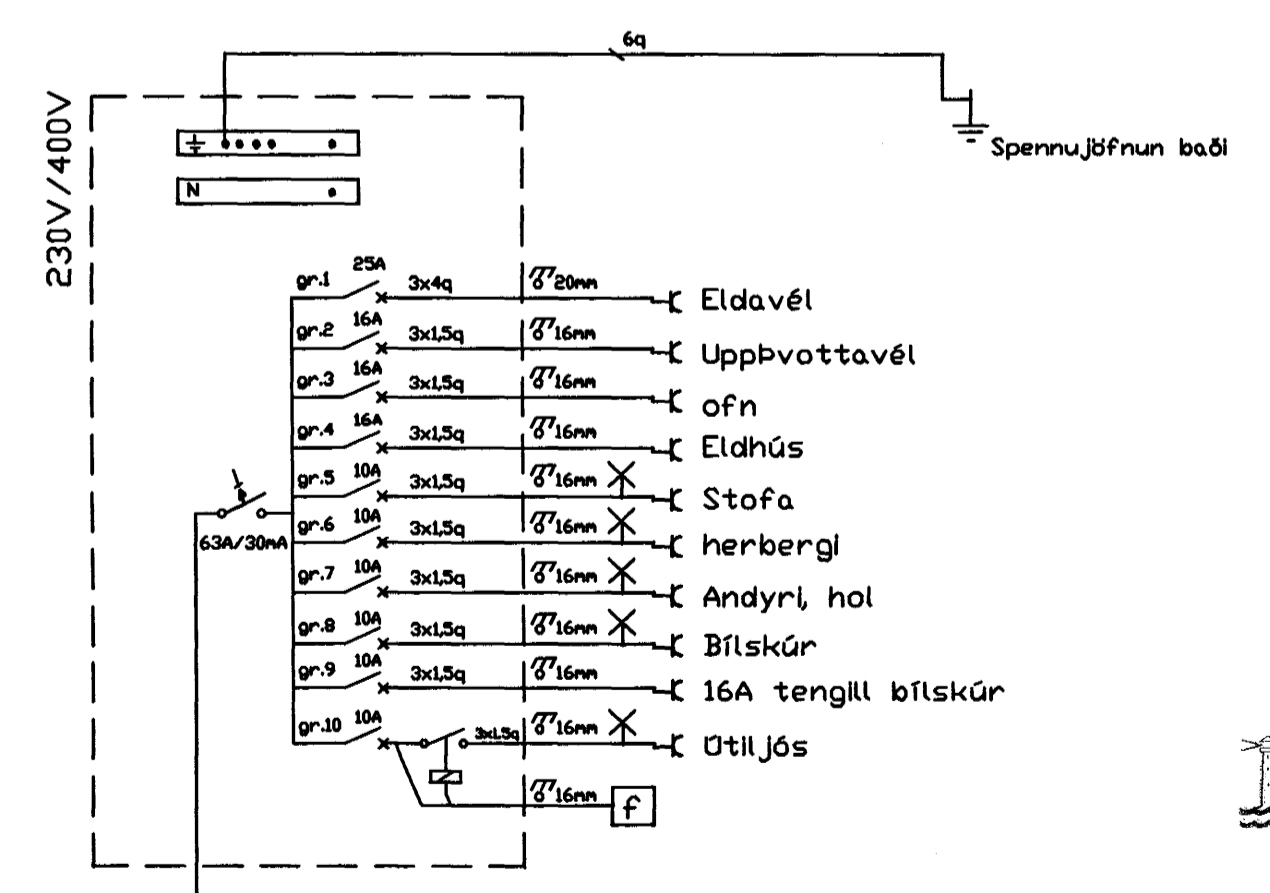 6q
230V/400V
Spennujöfnun baði
N
gr.1 25A 3x4q 20mm Eldavél
gr.2 16A 3x1,5q 16mm Uppþvottavél
gr.3 16A 3x1,5q 16mm ofn
gr.4 16A 3x1,5q 16mm Eldhús
gr.5 10A 3x1,5q 16mm Stofa
63A/30mA
gr.6 10A 3x1,5q 16mm herbergi
gr.7 10A 3x1,5q 16mm Andyri, hol
gr.8 10A 3x1,5q 16mm Bílskúr
gr.9 10A 3x1,5q 16mm 16A tengill bílskúr
gr.10 10A 3x1.5q 16mm Útiljós
16mm f